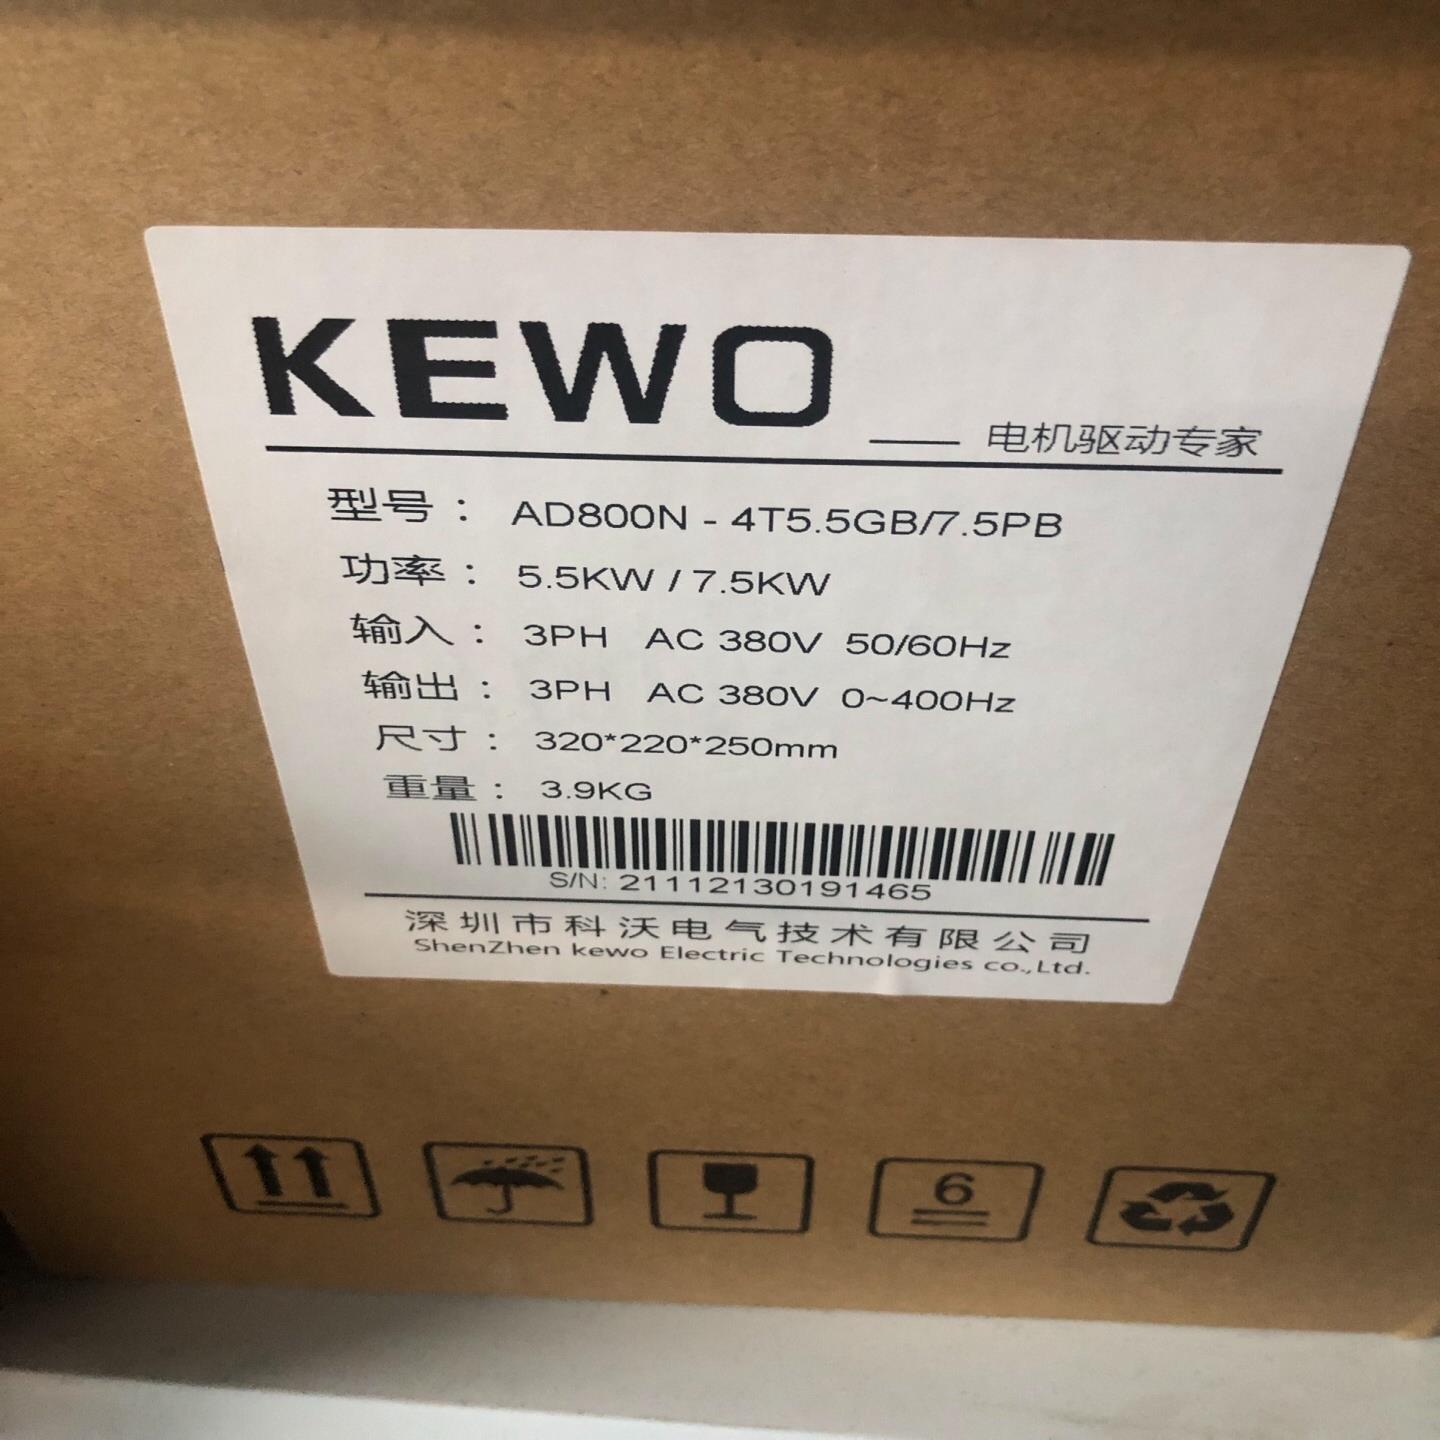 KEWO
—— 电机驱动专家
型号： AD800N - 4T5.5GB/7.5PB
功率： 5.5KW / 7.5KW
输入： 3PH AC 380V 50/60Hz
输出： 3PH AC 380V 0~400Hz
尺寸： 320*220*250mm
重量： 3.9KG
S/N: 21112130191465
深圳市科沃电气技术有限公司
ShenZhen kewo Electric Technologies co.,Ltd.
6